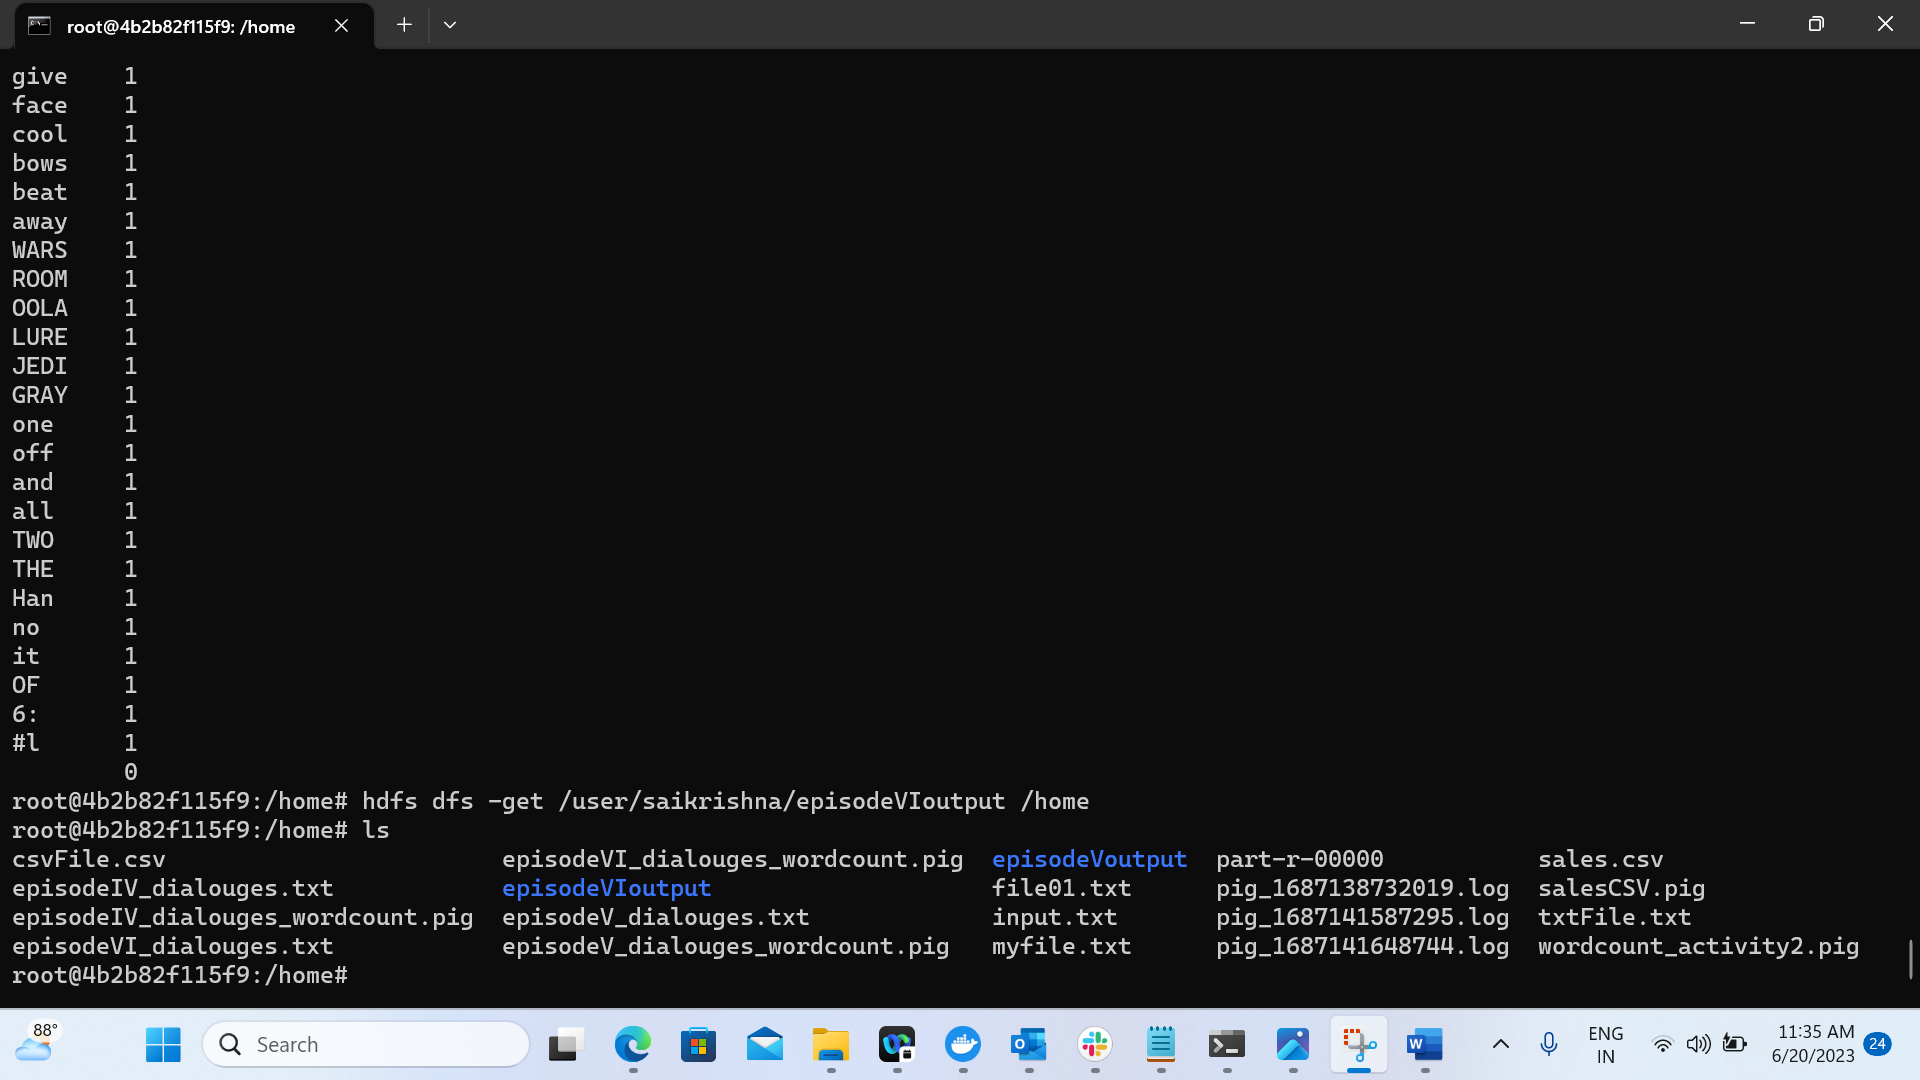 root@4b2b82f115f9: /home
give 1
face 1
cool 1
bows 1
beat 1
away 1
WARS 1
ROOM 1
OOLA 1
LURE 1
JEDI 1
GRAY 1
one 1
off 1
and 1
all 1
TWO 1
THE 1
Han 1
no 1
it 1
OF 1
6: 1
#l 1
0
root@4b2b82f115f9:/home# hdfs dfs -get /user/saikrishna/episodeVIoutput /home
root@4b2b82f115f9:/home# ls
csvFile.csv episodeVI_dialouges_wordcount.pig episodeVoutput part-r-00000 sales.csv
episodeIV_dialouges.txt episodeVIoutput file01.txt pig_1687138732019.log salesCSV.pig
episodeIV_dialouges_wordcount.pig episodeV_dialouges.txt input.txt pig_1687141587295.log txtFile.txt
episodeVI_dialouges.txt episodeV_dialouges_wordcount.pig myfile.txt pig_1687141648744.log wordcount_activity2.pig
root@4b2b82f115f9:/home#
88°
Search
ENG
IN
11:35 AM
6/20/2023
24